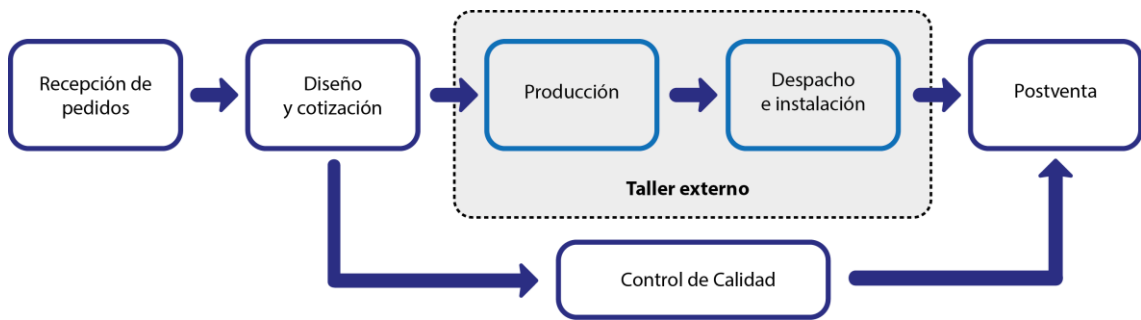 Recepción de
pedidos
Diseño
y cotización
Producción
Despacho
e instalación
Postventa
Taller externo
Control de Calidad